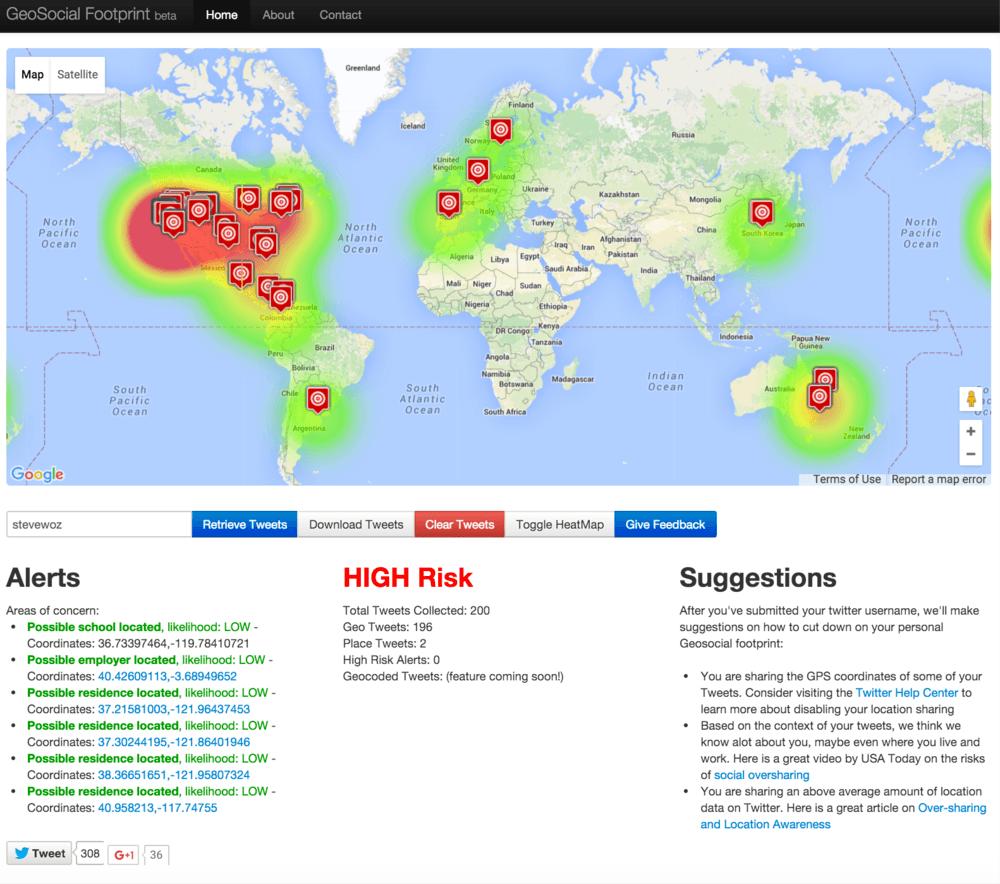 GeoSocial Footprint beta
Home
About
Contact
Map
Satellite
Greenland
Iceland
Finland
Norway
Russia
Canada
United
Kingdom
Poland
Germany
Ukraine
Kazakhstan
Mongolia
Italy
Turkey
North
Pacific
Ocean
North
Atlantic
Ocean
North
Pacific
Ocean
China
South Korea
Japan
Iraq
Iran
Afghanistan
Pakistan
Algeria
Libya
Egypt
Saudi Arabia
India
Thailand
Mexico
Mali
Niger
Chad
Sudan
Nigeria
Ethiopia
Venezuela
Colombia
DR Congo
Kenya
Tanzania
Indonesia
Papua New
Guinea
Peru
Brazil
Bolivia
Angola
Namibia
Botswana
Madagascar
Chile
South Africa
Argentina
South
Pacific
Ocean
South
Atlantic
Ocean
Indian
Ocean
Australia
New
Zealand
Google
+
−
Terms of Use
Report a map error
stevewoz
Retrieve Tweets
Download Tweets
Clear Tweets
Toggle HeatMap
Give Feedback
Alerts
Areas of concern:
Possible school located, likelihood: LOW -
Coordinates: 36.73397464,-119.78410721
Possible employer located, likelihood: LOW -
Coordinates: 40.42609113,-3.68949652
Possible residence located, likelihood: LOW -
Coordinates: 37.21581003,-121.96437453
Possible residence located, likelihood: LOW -
Coordinates: 37.30244195,-121.86401946
Possible residence located, likelihood: LOW -
Coordinates: 38.36651651,-121.95807324
Possible residence located, likelihood: LOW -
Coordinates: 40.958213,-117.74755
HIGH Risk
Total Tweets Collected: 200
Geo Tweets: 196
Place Tweets: 2
High Risk Alerts: 0
Geocoded Tweets: (feature coming soon!)
Suggestions
After you've submitted your twitter username, we'll make
suggestions on how to cut down on your personal
Geosocial footprint:
You are sharing the GPS coordinates of some of your
Tweets. Consider visiting the Twitter Help Center to
learn more about disabling your location sharing
Based on the context of your tweets, we think we
know alot about you, maybe even where you live and
work. Here is a great video by USA Today on the risks
of social oversharing
You are sharing an above average amount of location
data on Twitter. Here is a great article on Over-sharing
and Location Awareness
Tweet
308
G+1
36